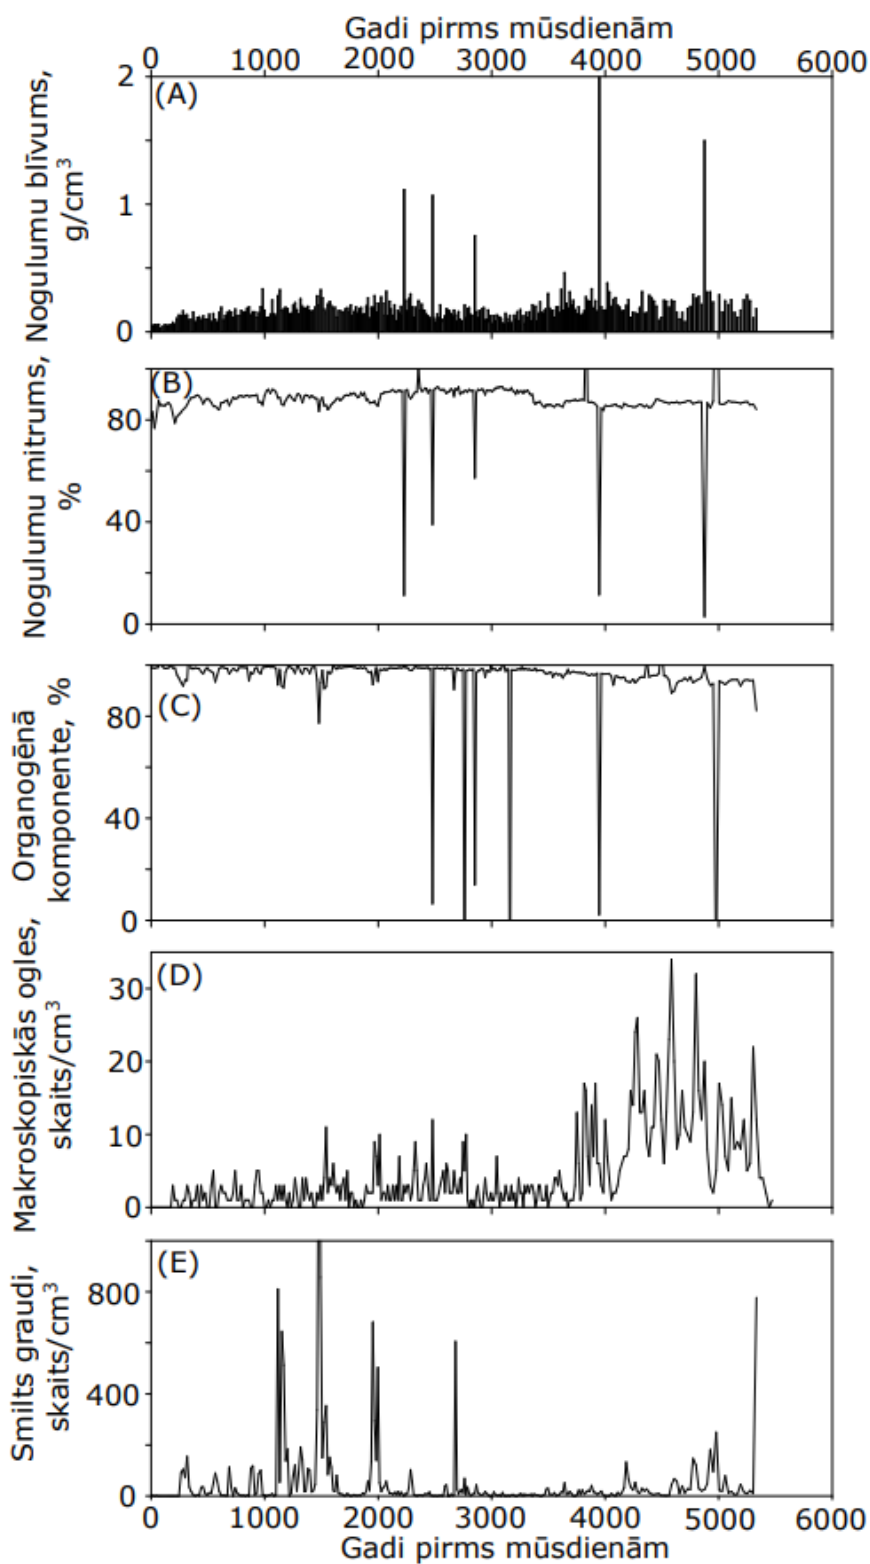 Gadi pirms mūsdienām
0 1000 2000 3000 4000 5000 6000
(A)
Nogulumu blīvums,
g/cm³
2
1
0
(B)
Nogulumu mitrums,
%
80
40
0
(C)
Organogēnā
komponente, %
80
40
0
(D)
Makroskopiskās ogles,
skaits/cm³
30
20
10
0
(E)
Smilts graudi,
skaits/cm³
800
400
0
0 1000 2000 3000 4000 5000 6000
Gadi pirms mūsdienām